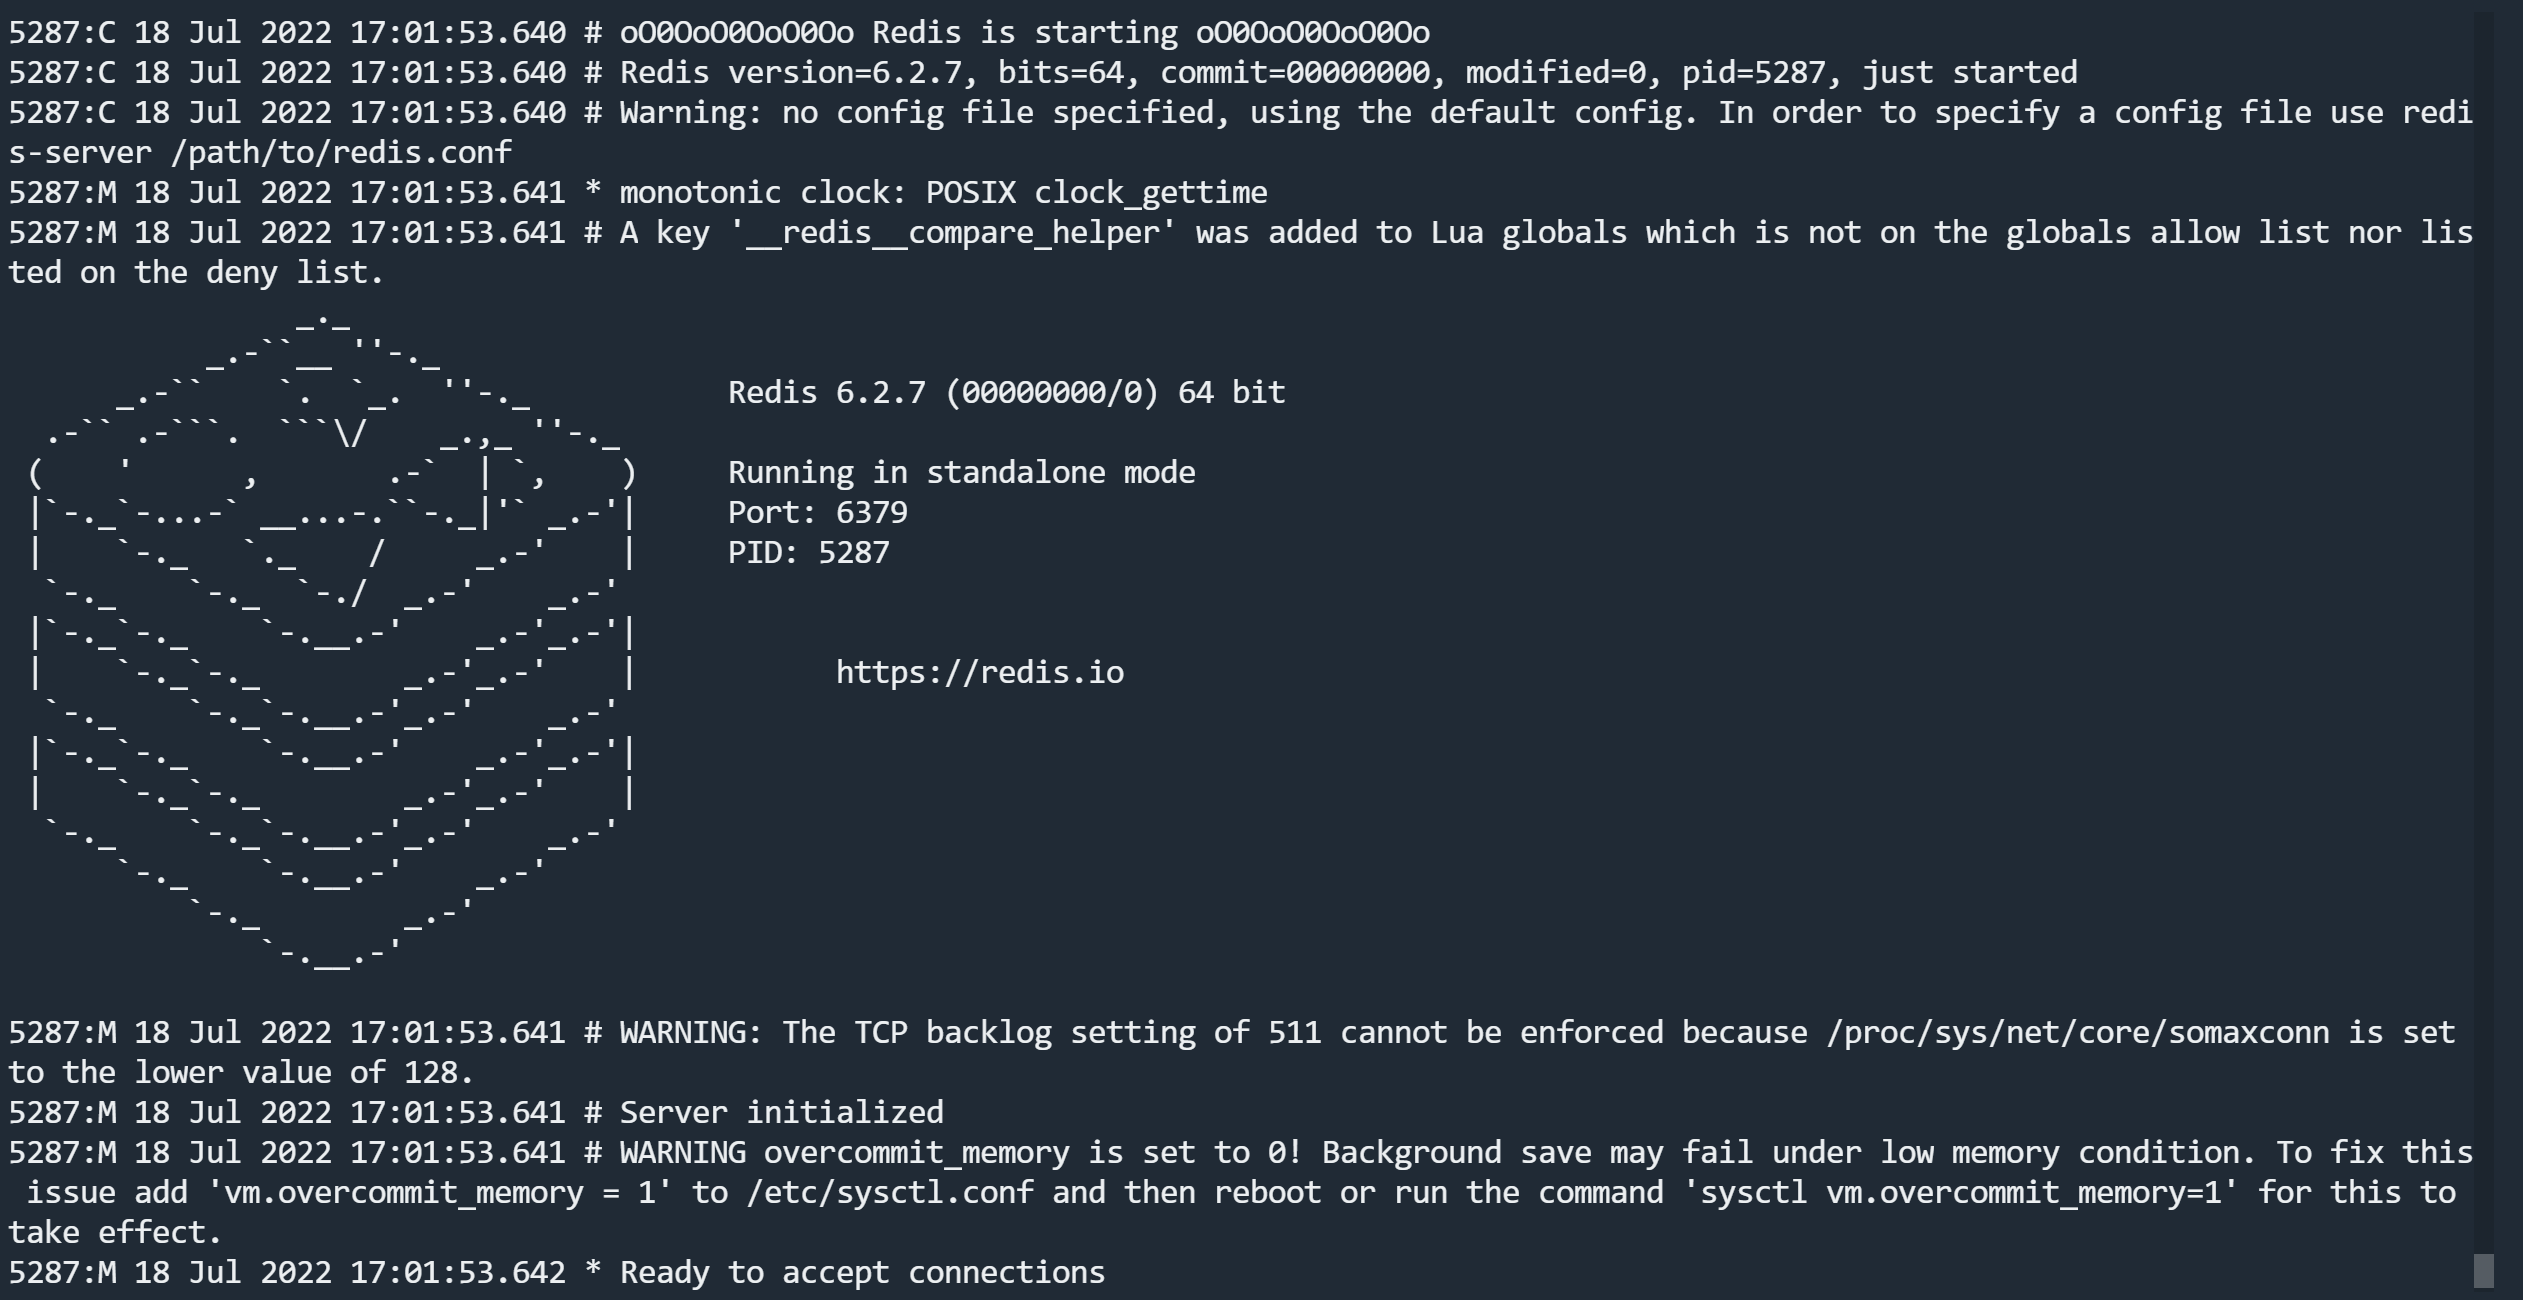 5287:C 18 Jul 2022 17:01:53.640 # oO0OoO0OoO0Oo Redis is starting oO0OoO0OoO0Oo
5287:C 18 Jul 2022 17:01:53.640 # Redis version=6.2.7, bits=64, commit=00000000, modified=0, pid=5287, just started
5287:C 18 Jul 2022 17:01:53.640 # Warning: no config file specified, using the default config. In order to specify a config file use redi
s-server /path/to/redis.conf
5287:M 18 Jul 2022 17:01:53.641 * monotonic clock: POSIX clock_gettime
5287:M 18 Jul 2022 17:01:53.641 # A key '__redis__compare_helper' was added to Lua globals which is not on the globals allow list nor lis
ted on the deny list.
Redis 6.2.7 (00000000/0) 64 bit
Running in standalone mode
Port: 6379
PID: 5287
https://redis.io
5287:M 18 Jul 2022 17:01:53.641 # WARNING: The TCP backlog setting of 511 cannot be enforced because /proc/sys/net/core/somaxconn is set
to the lower value of 128.
5287:M 18 Jul 2022 17:01:53.641 # Server initialized
5287:M 18 Jul 2022 17:01:53.641 # WARNING overcommit_memory is set to 0! Background save may fail under low memory condition. To fix this
 issue add 'vm.overcommit_memory = 1' to /etc/sysctl.conf and then reboot or run the command 'sysctl vm.overcommit_memory=1' for this to
take effect.
5287:M 18 Jul 2022 17:01:53.642 * Ready to accept connections